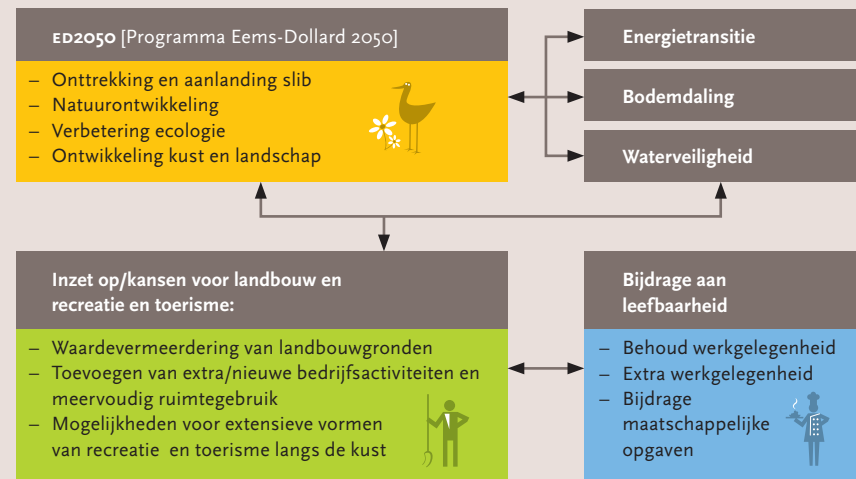 ED2050 [Programma Eems-Dollard 2050]
– Onttrekking en aanlanding slib
– Natuurontwikkeling
– Verbetering ecologie
– Ontwikkeling kust en landschap
Energietransitie
Bodemdaling
Waterveiligheid
Inzet op/kansen voor landbouw en
recreatie en toerisme:
– Waardevermeerdering van landbouwgronden
– Toevoegen van extra/nieuwe bedrijfsactiviteiten en
meervoudig ruimtegebruik
– Mogelijkheden voor extensieve vormen
van recreatie en toerisme langs de kust
Bijdrage aan
leefbaarheid
– Behoud werkgelegenheid
– Extra werkgelegenheid
– Bijdrage
maatschappelijke
opgaven